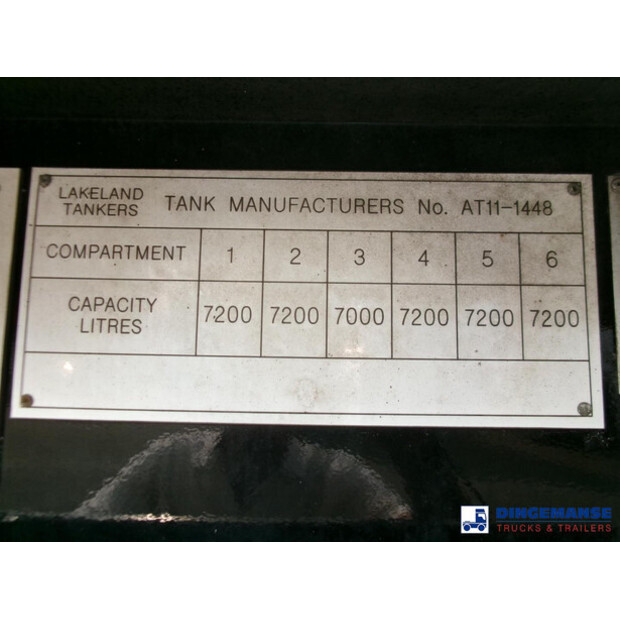 LAKELAND TANKERS TANK MANUFACTURERS No. AT11-1448
COMPARTMENT 1 2 3 4 5 6
CAPACITY LITRES 7200 7200 7000 7200 7200 7200
DINGEMANSE
TRUCKS & TRAILERS